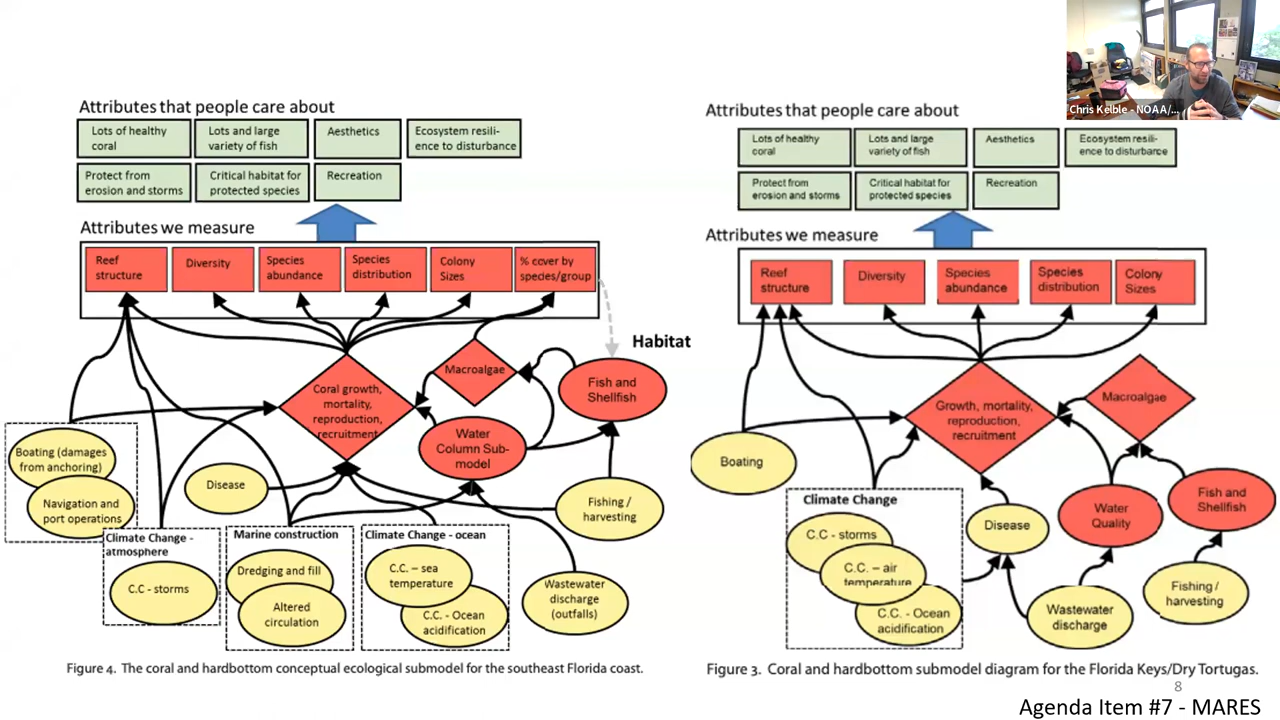 Chris Kelble - NOAA/...
Attributes that people care about
Lots of healthy
coral
Lots and large
variety of fish
Aesthetics
Ecosystem resili-
ence to disturbance
Protect from
erosion and storms
Critical habitat for
protected species
Recreation
Attributes we measure
Reef
structure
Diversity
Species
abundance
Species
distribution
Colony
Sizes
% cover by
species/group
Habitat
Coral growth,
mortality,
reproduction,
recruitment
Macroalgae
Fish and
Shellfish
Water
Column Sub-
model
Boating (damages
from anchoring)
Navigation and
port operations
Disease
Fishing /
harvesting
Climate Change -
atmosphere
C.C - storms
Marine construction
Dredging and fill
Altered
circulation
Climate Change - ocean
C.C. – sea
temperature
C.C. - Ocean
acidification
Wastewater
discharge
(outfalls)
Figure 4. The coral and hardbottom conceptual ecological submodel for the southeast Florida coast.
Attributes that people care about
Lots of healthy
coral
Lots and large
variety of fish
Aesthetics
Ecosystem resili-
ence to disturbance
Protect from
erosion and storms
Critical habitat for
protected species
Recreation
Attributes we measure
Reef
structure
Diversity
Species
abundance
Species
distribution
Colony
Sizes
Growth, mortality,
reproduction,
recruitment
Macroalgae
Boating
Climate Change
C.C - storms
C.C. – air
temperature
C.C. - Ocean
acidification
Disease
Water
Quality
Fish and
Shellfish
Wastewater
discharge
Fishing /
harvesting
Figure 3. Coral and hardbottom submodel diagram for the Florida Keys/Dry Tortugas.
8
Agenda Item #7 - MARES